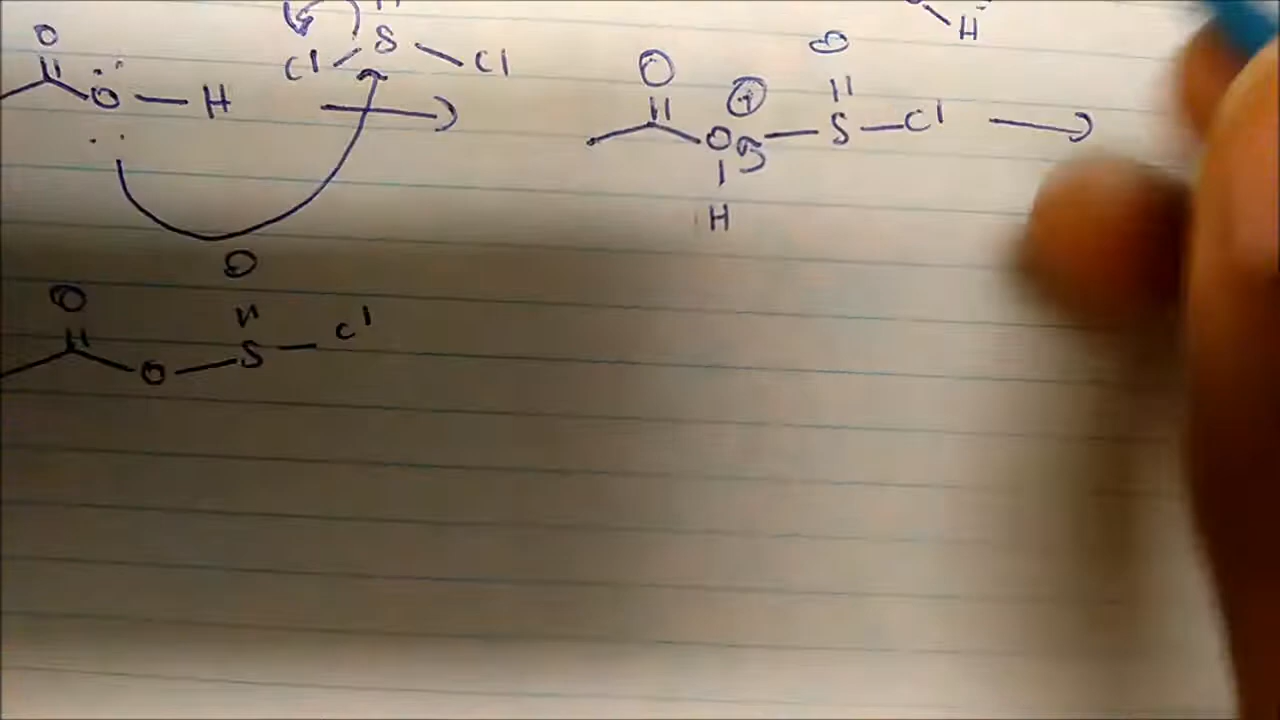 O S O H
Cl Cl O ⊕ ||
O — H O — S — Cl
H
O O
|| ||
O — S — Cl